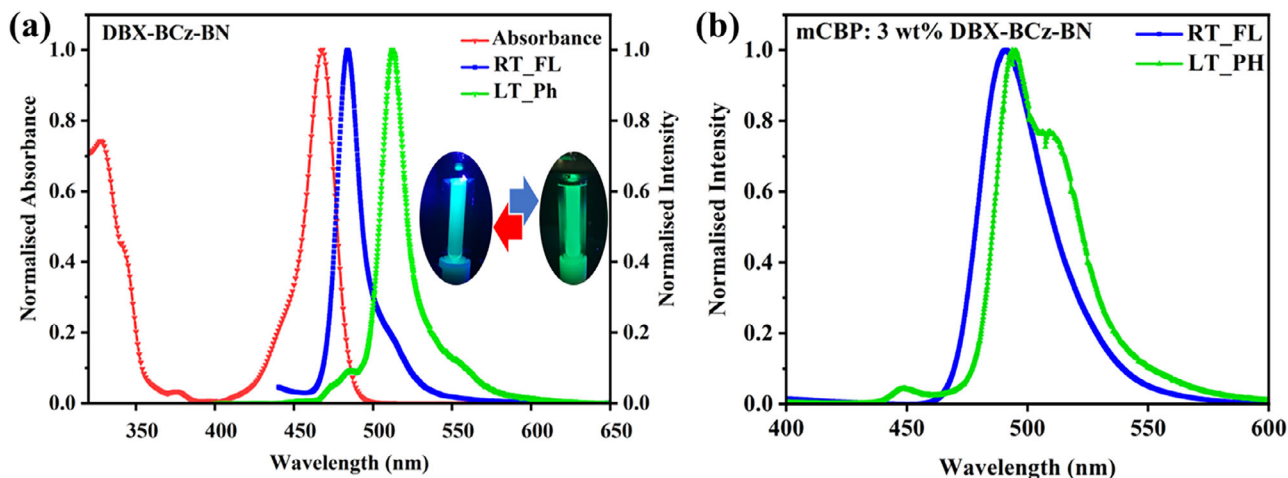 (a)
DBX-BCz-BN
Absorbance
RT_FL
LT_Ph
Normalised Absorbance
1.0
0.8
0.6
0.4
0.2
0.0
1.0
0.8
0.6
0.4
0.2
0.0
Normalised Intensity
350 400 450 500 550 600 650
Wavelength (nm)
(b)
mCBP: 3 wt% DBX-BCz-BN
RT_FL
LT_PH
Normalised Intensity
1.0
0.8
0.6
0.4
0.2
0.0
400 450 500 550 600
Wavelength (nm)